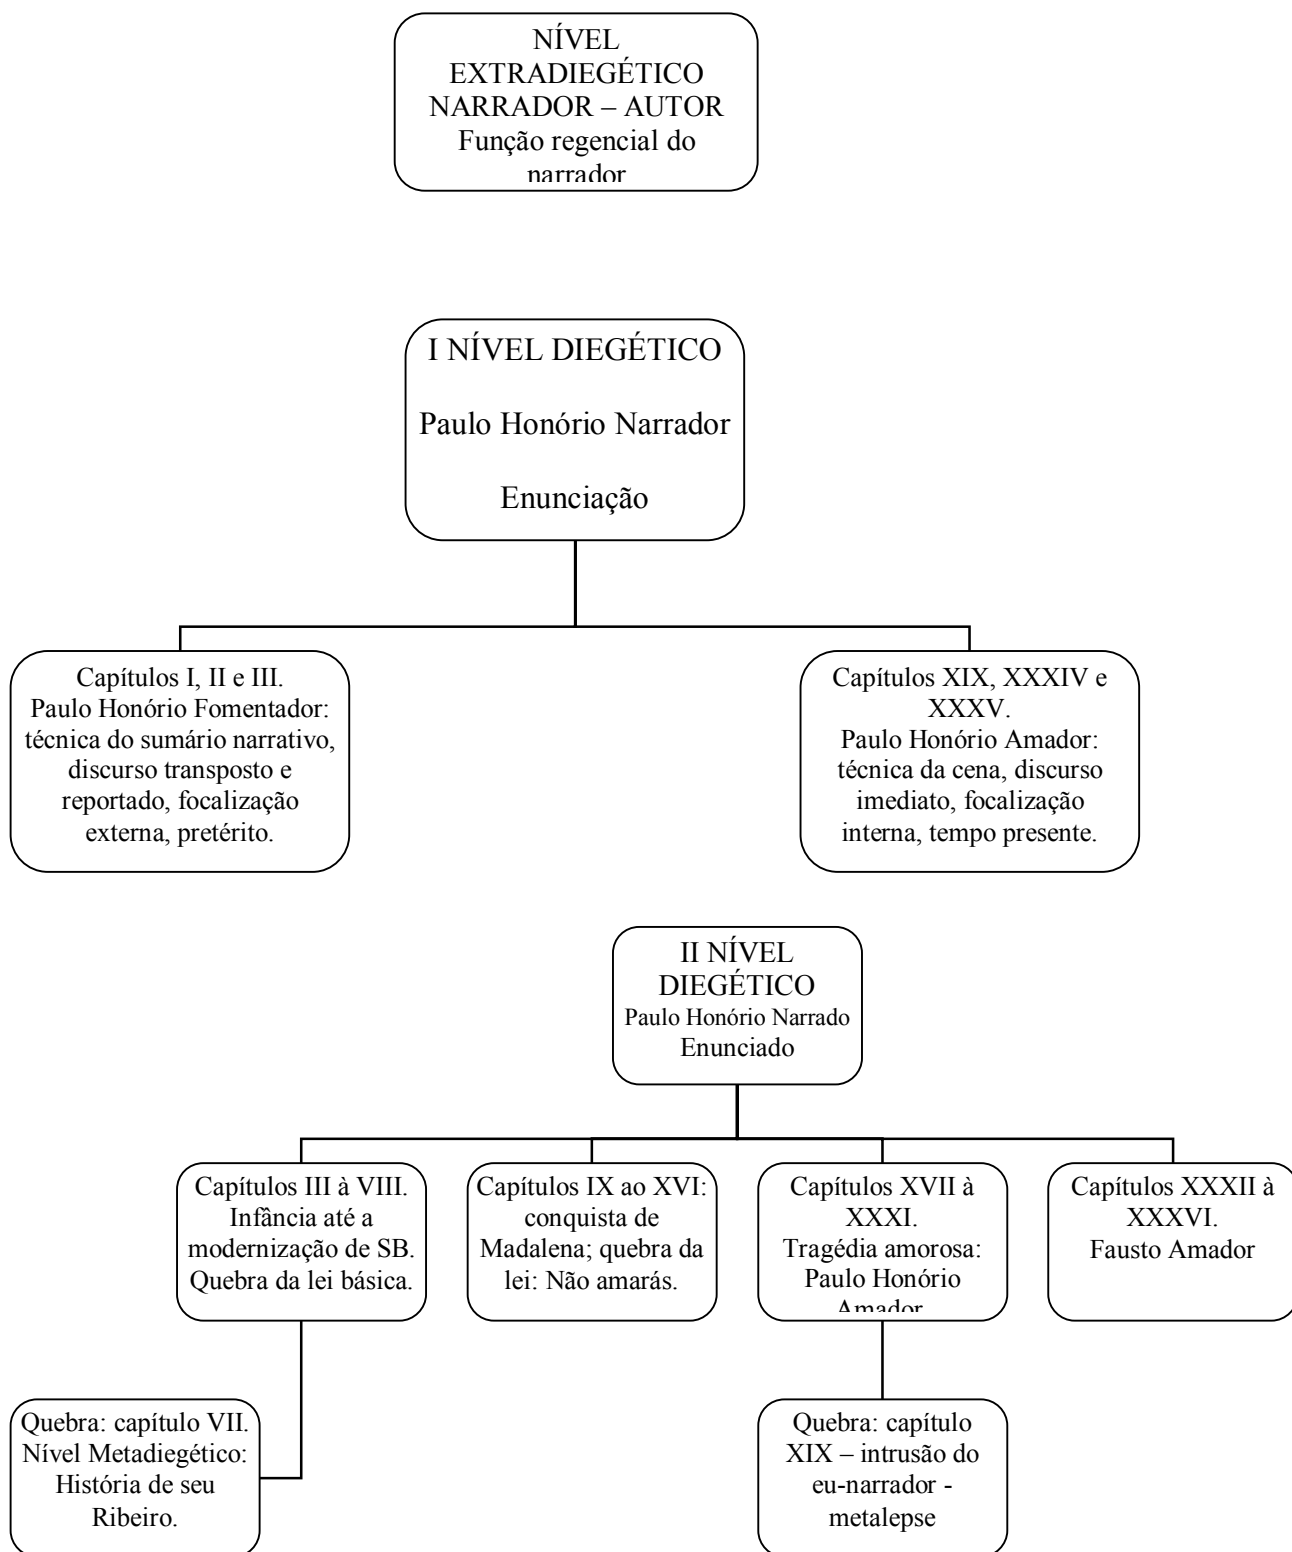 NÍVEL
EXTRADIEGÉTICO
NARRADOR – AUTOR
Função regencial do
narrador
I NÍVEL DIEGÉTICO
Paulo Honório Narrador
Enunciação
Capítulos I, II e III.
Paulo Honório Fomentador:
técnica do sumário narrativo,
discurso transposto e
reportado, focalização
externa, pretérito.
Capítulos XIX, XXXIV e
XXXV.
Paulo Honório Amador:
técnica da cena, discurso
imediato, focalização
interna, tempo presente.
II NÍVEL
DIEGÉTICO
Paulo Honório Narrado
Enunciado
Capítulos III à VIII.
Infância até a
modernização de SB.
Quebra da lei básica.
Capítulos IX ao XVI:
conquista de
Madalena; quebra da
lei: Não amarás.
Capítulos XVII à
XXXI.
Tragédia amorosa:
Paulo Honório
Amador
Capítulos XXXII à
XXXVI.
Fausto Amador
Quebra: capítulo VII.
Nível Metadiegético:
História de seu
Ribeiro.
Quebra: capítulo
XIX – intrusão do
eu-narrador -
metalepse